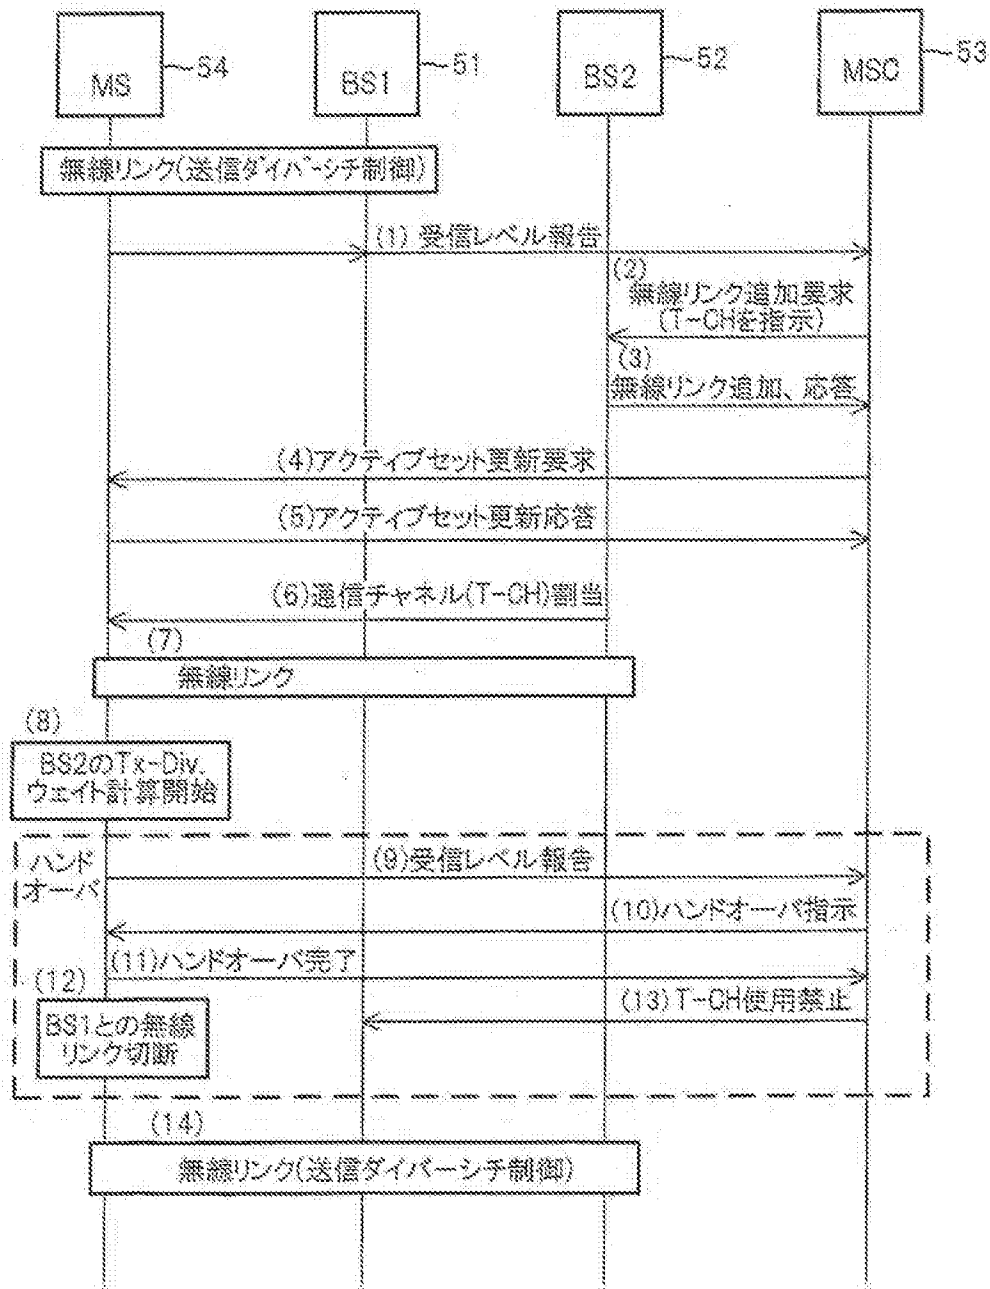 MS
54
BS1
51
BS2
52
MSC
53
無線リンク(送信ダイバーシチ制御)
(1) 受信レベル報告
(2)
無線リンク追加要求
(T-CHを指示)
(3)
無線リンク追加、応答
(4)アクティブセット更新要求
(5)アクティブセット更新応答
(6)通信チャネル(T-CH)割当
(7)
無線リンク
(8)
BS2のTx-Div.
ウェイト計算開始
ハンド
オーバ
(9)受信レベル報告
(10)ハンドオーバ指示
(11)ハンドオーバ完了
(12)
(13)T-CH使用禁止
BS1との無線
リンク切断
(14)
無線リンク(送信ダイバーシチ制御)